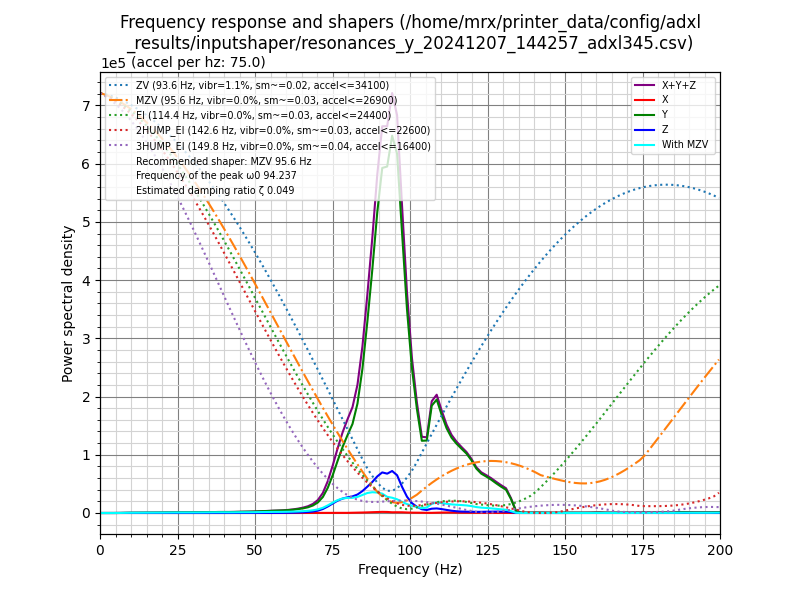 Frequency response and shapers (/home/mrx/printer_data/config/adxl
_results/inputshaper/resonances_y_20241207_144257_adxl345.csv)
1e5 (accel per hz: 75.0)
ZV (93.6 Hz, vibr=1.1%, sm~=0.02, accel<=34100)
MZV (95.6 Hz, vibr=0.0%, sm~=0.03, accel<=26900)
EI (114.4 Hz, vibr=0.0%, sm~=0.03, accel<=24400)
2HUMP_EI (142.6 Hz, vibr=0.0%, sm~=0.03, accel<=22600)
3HUMP_EI (149.8 Hz, vibr=0.0%, sm~=0.04, accel<=16400)
Recommended shaper: MZV 95.6 Hz
Frequency of the peak ω0 94.237
Estimated damping ratio ζ 0.049
X+Y+Z
X
Y
Z
With MZV
Power spectral density
7
6
5
4
3
2
1
0
0 25 50 75 100 125 150 175 200
Frequency (Hz)